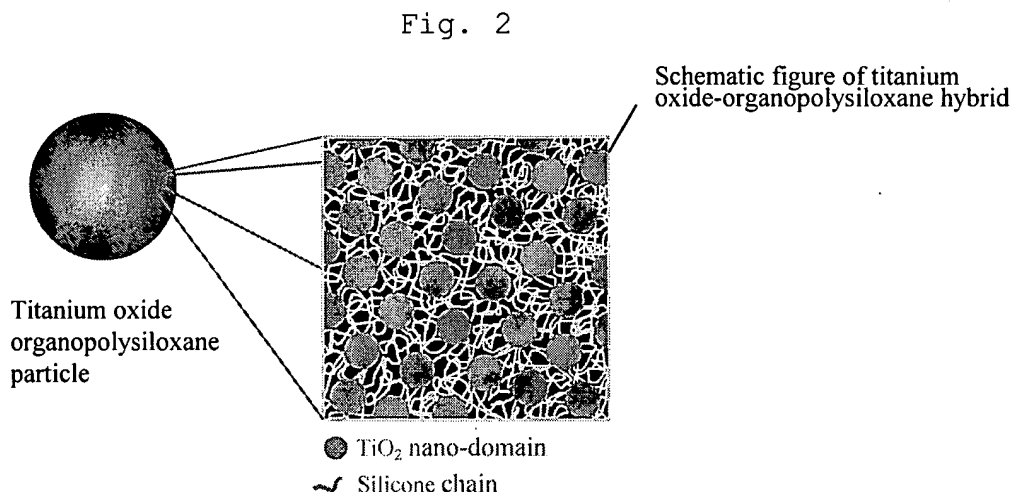 Fig. 2
Schematic figure of titanium
oxide-organopolysiloxane hybrid
Titanium oxide
organopolysiloxane
particle
TiO₂ nano-domain
Silicone chain